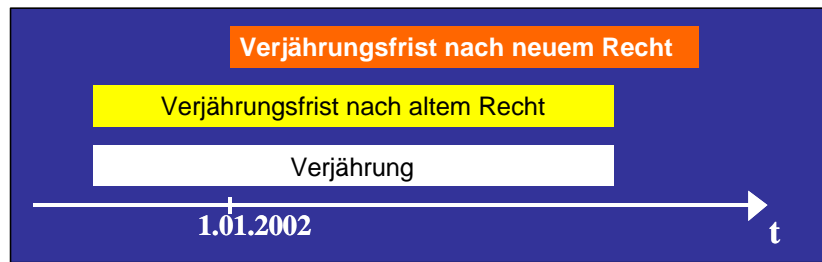 Verjährungsfrist nach neuem Recht
Verjährungsfrist nach altem Recht
Verjährung
1.01.2002
t